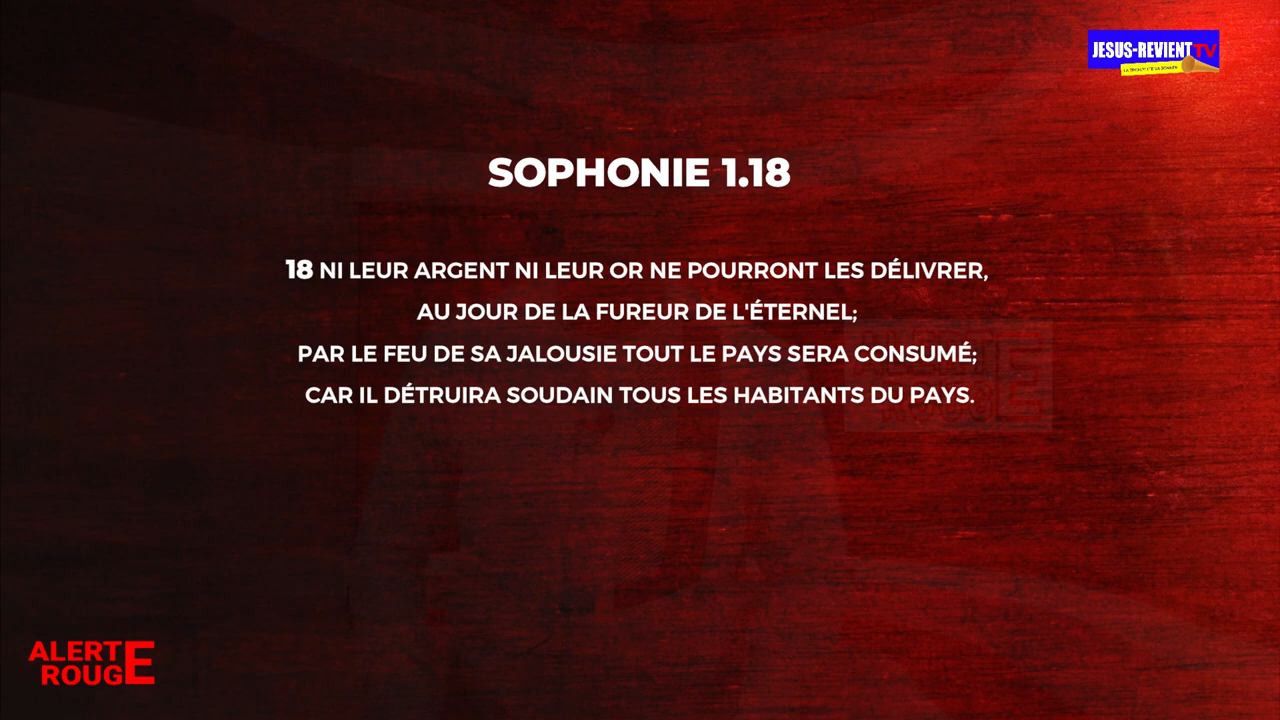 JESUS-REVIENT TV
SOPHONIE 1.18
18 NI LEUR ARGENT NI LEUR OR NE POURRONT LES DÉLIVRER,
AU JOUR DE LA FUREUR DE L'ÉTERNEL;
PAR LE FEU DE SA JALOUSIE TOUT LE PAYS SERA CONSUMÉ;
CAR IL DÉTRUIRA SOUDAIN TOUS LES HABITANTS DU PAYS.
ALERTE
ROUGE